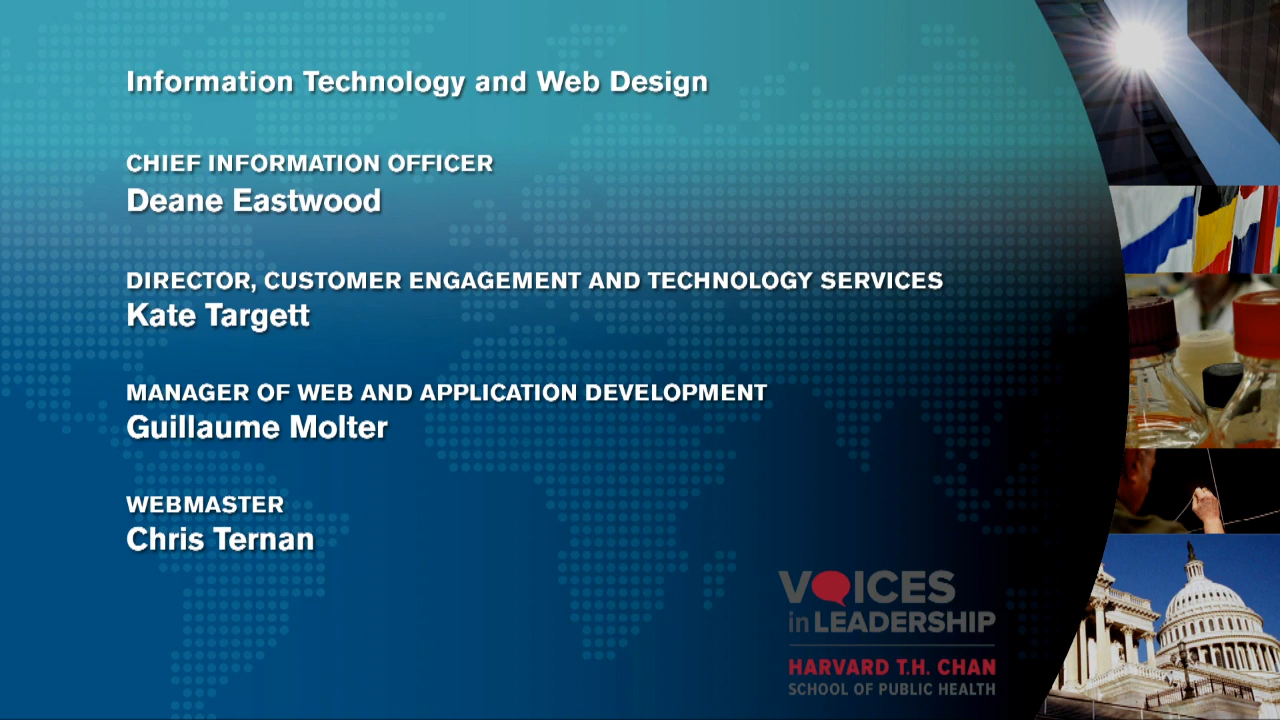 Information Technology and Web Design
CHIEF INFORMATION OFFICER
Deane Eastwood
DIRECTOR, CUSTOMER ENGAGEMENT AND TECHNOLOGY SERVICES
Kate Targett
MANAGER OF WEB AND APPLICATION DEVELOPMENT
Guillaume Molter
WEBMASTER
Chris Ternan
VOICES
in LEADERSHIP
HARVARD T.H. CHAN
SCHOOL OF PUBLIC HEALTH